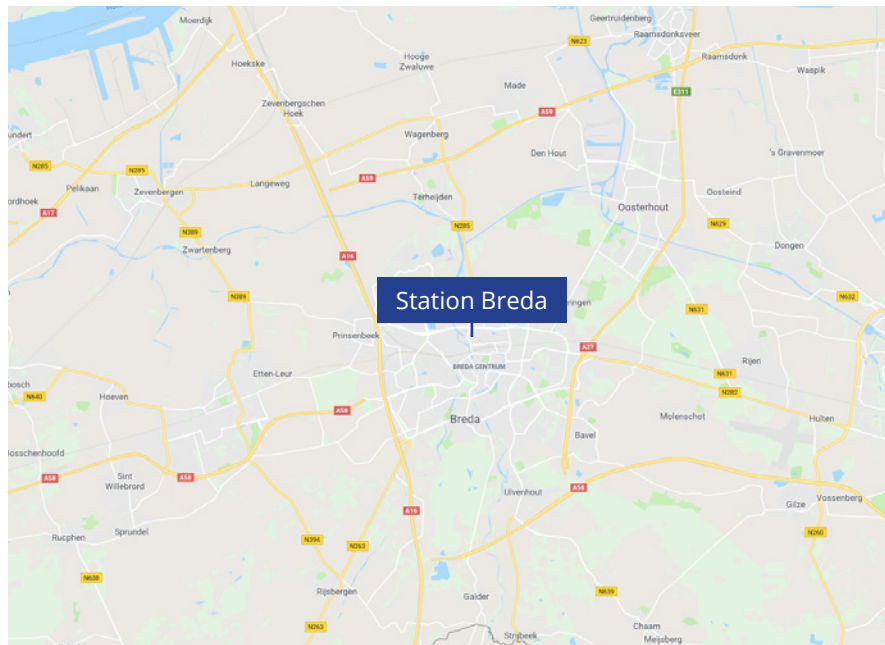 Moerdijk
Geertruidenberg
Raamsdonksveer
N623
Hooge
Zwaluwe
Raamsdonk
Hoekske
Waspik
Made
E311
Zevenbergschen
Hoek
A59
Wagenberg
undert
Den Hout
's Gravenmoer
N285
N285
Langeweg
A59
Pelikaan
Zevenbergen
Terheijden
Oosteind
ordhoek
Oosterhout
A17
N285
N629
N389
Zwartenberg
Dongen
A16
N389
N632
Station Breda
ringen
N631
Prinsenbeek
A27
BREDA CENTRUM
Rijen
Etten-Leur
N631
bosch
N640
Hoeven
N282
A58
Breda
Molenschot
Hulten
Bavel
Bosschenhoofd
Sint
Willebrord
A58
A58
Ulvenhout
A58
Vossenberg
Gilze
A16
Sprundel
Rucphen
N394
N263
N260
N638
Rijsbergen
Galder
N639
N263
Chaam
Strijbeek
Meijsberg